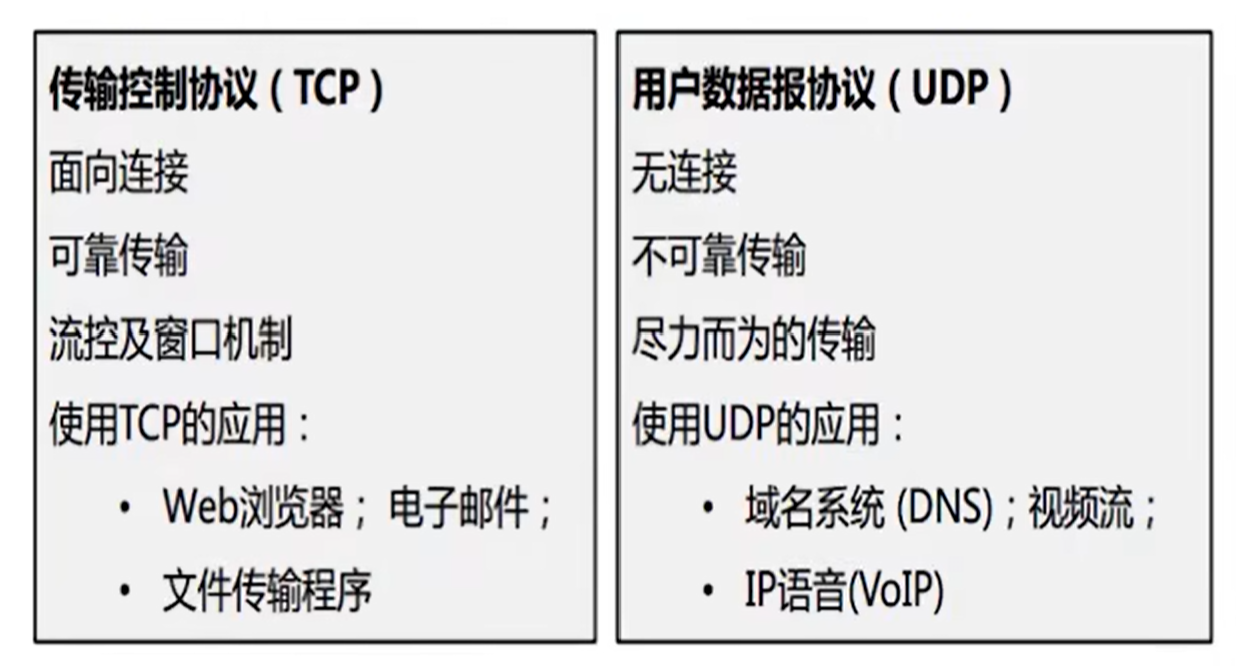 传输控制协议（TCP）
面向连接
可靠传输
流控及窗口机制
使用TCP的应用：
• Web浏览器； 电子邮件；
• 文件传输程序
用户数据报协议（UDP）
无连接
不可靠传输
尽力而为的传输
使用UDP的应用：
• 域名系统 (DNS)；视频流；
• IP语音(VoIP)